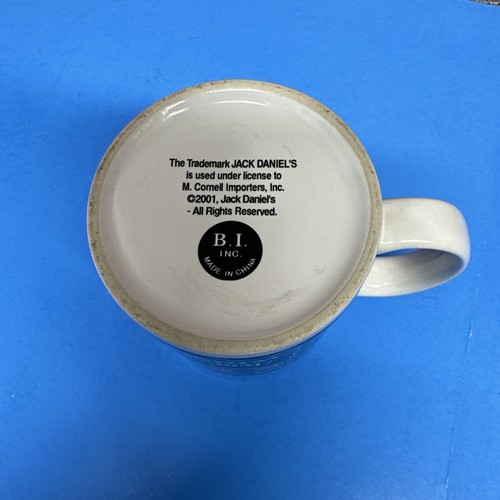 The Trademark JACK DANIEL'S
is used under license to
M. Cornell Importers, Inc.
©2001, Jack Daniel's
- All Rights Reserved.
B.I.
INC.
MADE IN CHINA